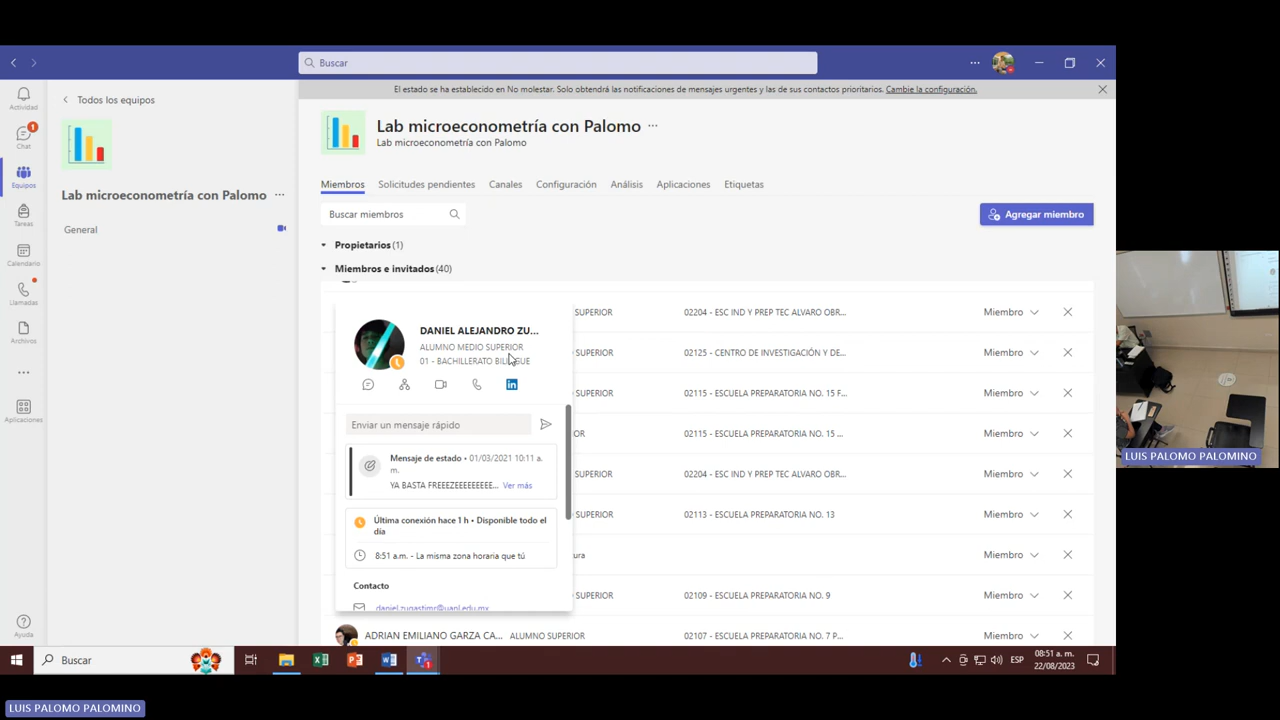 Buscar
El estado se ha establecido en No molestar. Solo obtendrá las notificaciones de mensajes urgentes y las de sus contactos prioritarios. Cambie la configuración.
Actividad
Chat
1
Equipos
Tareas
Calendario
Llamadas
Archivos
Aplicaciones
Ayuda
Todos los equipos
Lab microeconometría con Palomo
General
Lab microeconometría con Palomo
Lab microeconometría con Palomo
Miembros Solicitudes pendientes Canales Configuración Análisis Aplicaciones Etiquetas
Buscar miembros
Agregar miembro
Propietarios (1)
Miembros e invitados (40)
SUPERIOR 02204 - ESC IND Y PREP TEC ALVARO OBR... Miembro
SUPERIOR 02125 - CENTRO DE INVESTIGACIÓN Y DE... Miembro
SUPERIOR 02115 - ESCUELA PREPARATORIA NO. 15 F... Miembro
OR 02115 - ESCUELA PREPARATORIA NO. 15 ... Miembro
SUPERIOR 02204 - ESC IND Y PREP TEC ALVARO OBR... Miembro
SUPERIOR 02113 - ESCUELA PREPARATORIA NO. 13 Miembro
ura Miembro
SUPERIOR 02109 - ESCUELA PREPARATORIA NO. 9 Miembro
ADRIAN EMILIANO GARZA CA... ALUMNO SUPERIOR 02107 - ESCUELA PREPARATORIA NO. 7 P... Miembro
DANIEL ALEJANDRO ZU...
ALUMNO MEDIO SUPERIOR
01 - BACHILLERATO BILINGUE
Enviar un mensaje rápido
Mensaje de estado • 01/03/2021 10:11 a.
m.
YA BASTA FREEEZEEEEEEEE... Ver más
Última conexión hace 1 h • Disponible todo el
día
8:51 a.m. - La misma zona horaria que tú
Contacto
daniel.zugastimr@uanl.edu.mx
Buscar
ESP
08:51 a. m.
22/08/2023
LUIS PALOMO PALOMINO
LUIS PALOMO PALOMINO